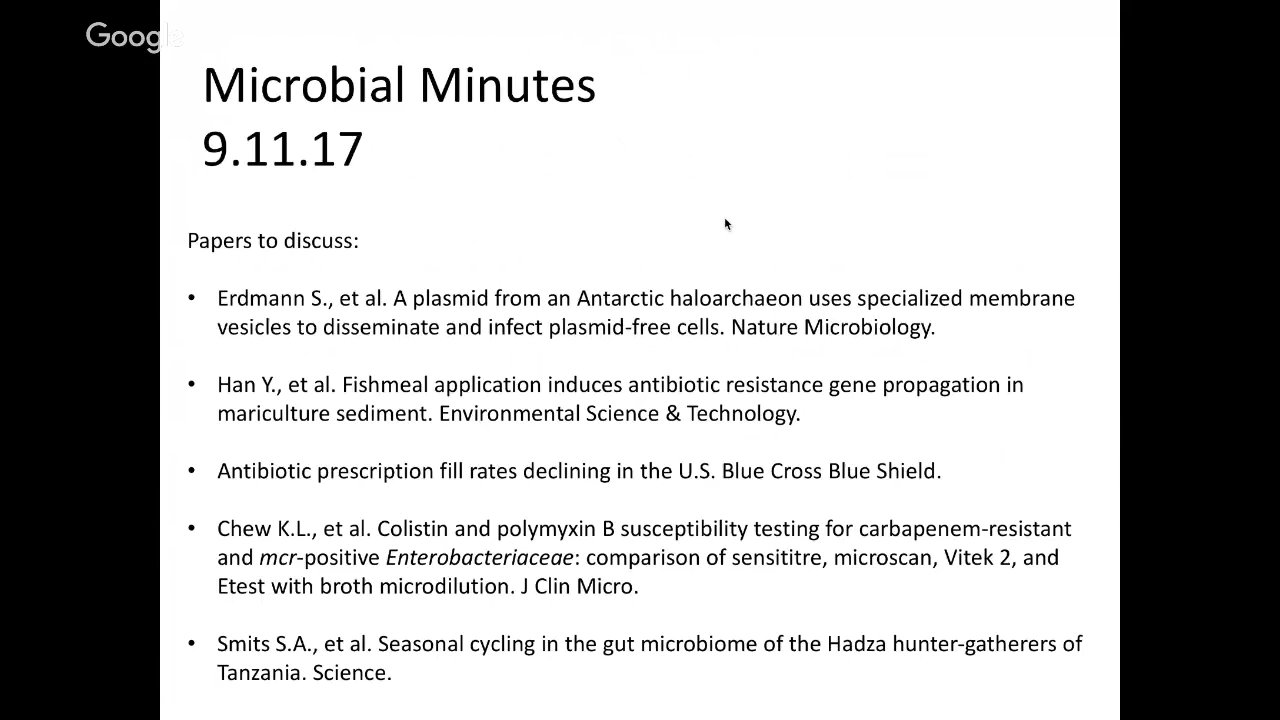 Google
Microbial Minutes
9.11.17
Papers to discuss:
• Erdmann S., et al. A plasmid from an Antarctic haloarchaeon uses specialized membrane
vesicles to disseminate and infect plasmid-free cells. Nature Microbiology.
• Han Y., et al. Fishmeal application induces antibiotic resistance gene propagation in
mariculture sediment. Environmental Science & Technology.
• Antibiotic prescription fill rates declining in the U.S. Blue Cross Blue Shield.
• Chew K.L., et al. Colistin and polymyxin B susceptibility testing for carbapenem-resistant
and mcr-positive Enterobacteriaceae: comparison of sensititre, microscan, Vitek 2, and
Etest with broth microdilution. J Clin Micro.
• Smits S.A., et al. Seasonal cycling in the gut microbiome of the Hadza hunter-gatherers of
Tanzania. Science.